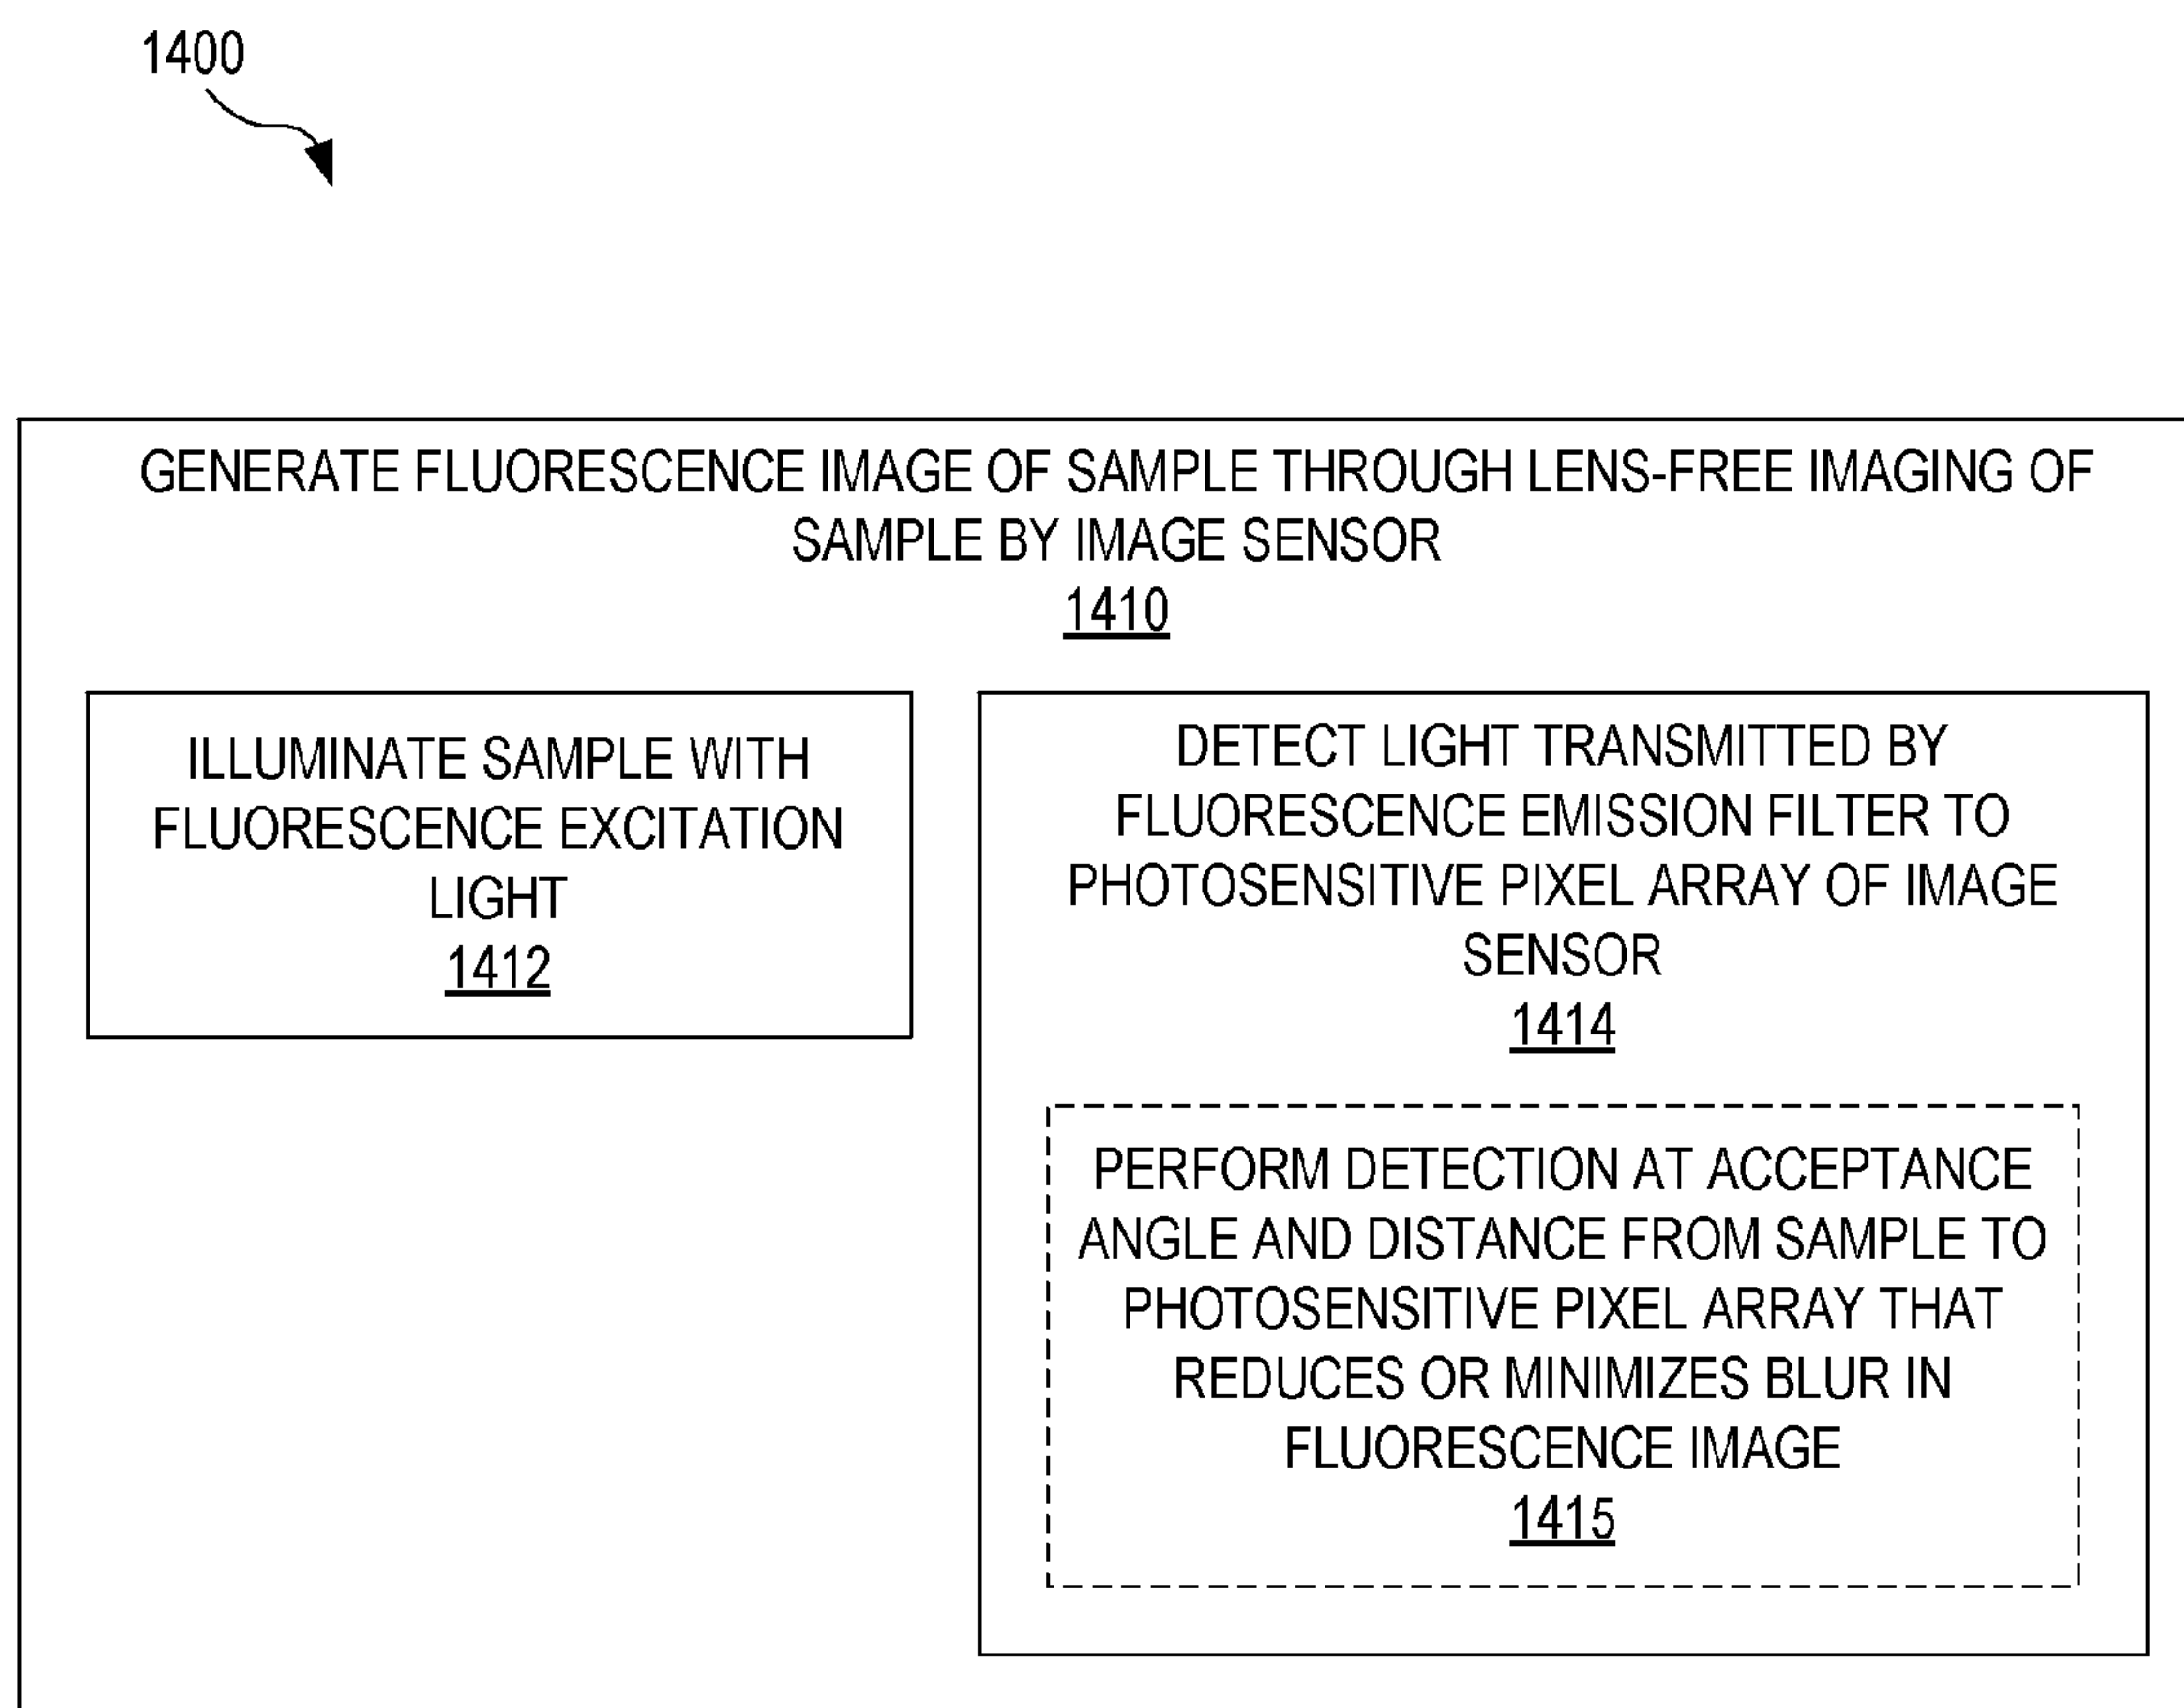 1400
GENERATE FLUORESCENCE IMAGE OF SAMPLE THROUGH LENS-FREE IMAGING OF
SAMPLE BY IMAGE SENSOR
1410
ILLUMINATE SAMPLE WITH
FLUORESCENCE EXCITATION
LIGHT
1412
DETECT LIGHT TRANSMITTED BY
FLUORESCENCE EMISSION FILTER TO
PHOTOSENSITIVE PIXEL ARRAY OF IMAGE
SENSOR
1414
PERFORM DETECTION AT ACCEPTANCE
ANGLE AND DISTANCE FROM SAMPLE TO
PHOTOSENSITIVE PIXEL ARRAY THAT
REDUCES OR MINIMIZES BLUR IN
FLUORESCENCE IMAGE
1415